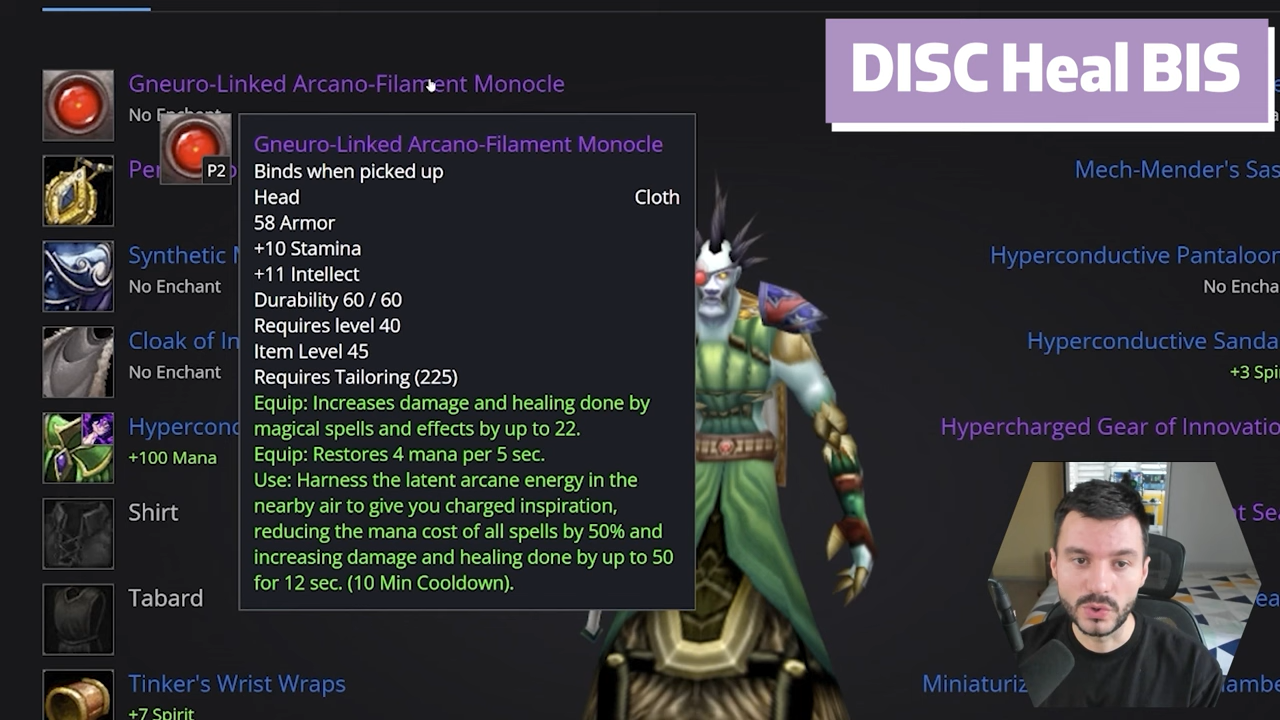 DISC Heal BIS
Gneuro-Linked Arcano-Filament Monocle
No Enchant
P2
Gneuro-Linked Arcano-Filament Monocle
Binds when picked up
Head Cloth
58 Armor
+10 Stamina
+11 Intellect
Durability 60 / 60
Requires level 40
Item Level 45
Requires Tailoring (225)
Equip: Increases damage and healing done by
magical spells and effects by up to 22.
Equip: Restores 4 mana per 5 sec.
Use: Harness the latent arcane energy in the
nearby air to give you charged inspiration,
reducing the mana cost of all spells by 50% and
increasing damage and healing done by up to 50
for 12 sec. (10 Min Cooldown).
Synthetic
No Enchant
Cloak of
No Enchant
+100 Mana
Shirt
Tabard
Tinker's Wrist Wraps
+7 Spirit
Mech-Mender's
Hyperconductive
No
Hyperconductive
+3
Hypercharged Gear of